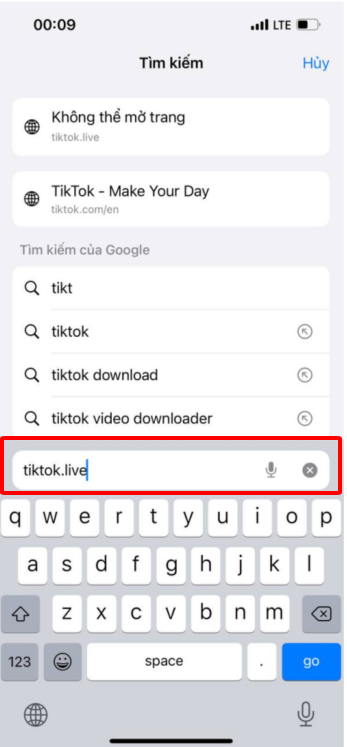 00:09
LTE
Tìm kiếm
Hủy
Không thể mở trang
tiktok.live
TikTok - Make Your Day
tiktok.com/en
Tìm kiếm của Google
tikt
tiktok
tiktok download
tiktok video downloader
tiktok.live
q w e r t y u i o p
a s d f g h j k l
z x c v b n m
123 space . go